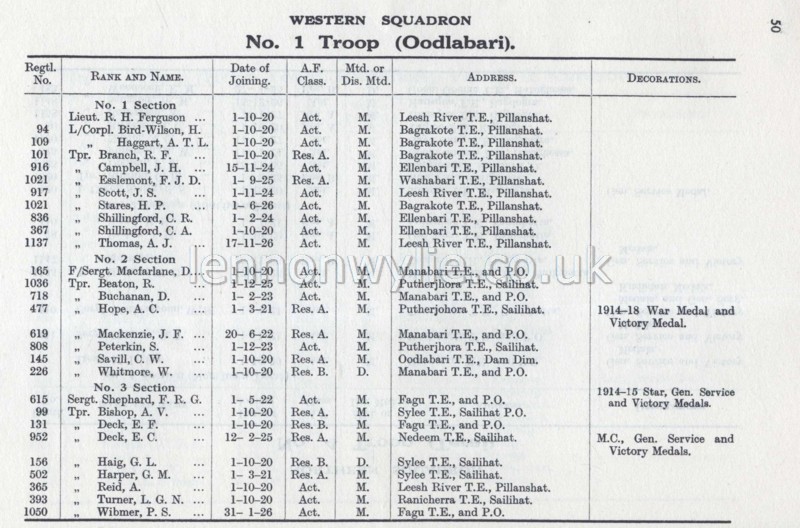 50
WESTERN SQUADRON
No. 1 Troop (Oodlabari).
Regtl. No. RANK AND NAME. Date of Joining. A.F. Class. Mtd. or Dis. Mtd. ADDRESS. DECORATIONS.
No. 1 Section
Lieut. R. H. Ferguson ... 1-10-20 Act. M. Leesh River T.E., Pillanshat.
94 L/Corpl. Bird-Wilson, H. 1-10-20 Act. M. Bagrakote T.E., Pillanshat.
109 „ Haggart, A. T. L. 1-10-20 Act. M. Bagrakote T.E., Pillanshat.
101 Tpr. Branch, R. F. ... 1-10-20 Res. A. M. Bagrakote T.E., Pillanshat.
916 „ Campbell, J. H. ... 15-11-24 Act. M. Ellenbari T.E., Pillanshat.
1021 „ Esslemont, F. J. D. 1- 9-25 Res. A. M. Washabari T.E., Pillanshat.
917 „ Scott, J. S. ... 1-11-24 Act. M. Leesh River T.E., Pillanshat.
1021 „ Stares, H. P. ... 1- 6-26 Act. M. Bagrakote T.E., Pillanshat.
836 „ Shillingford, C. R. 1- 2-24 Act. M. Ellenbari T.E., Pillanshat.
367 „ Shillingford, C. A. 1-10-20 Act. M. Ellenbari T.E., Pillanshat.
1137 „ Thomas, A. J. ... 17-11-26 Act. M. Leesh River T.E., Pillanshat.
No. 2 Section
165 F/Sergt. Macfarlane, D... 1-10-20 Act. M. Manabari T.E., and P.O.
1036 Tpr. Beaton, R. ... 1-12-25 Act. M. Putherjhora T.E., Sailihat.
718 „ Buchanan, D. ... 1- 2-23 Act. M. Manabari T.E., and P.O.
477 „ Hope, A. C. ... 1- 3-21 Res. A. M. Putherjohora T.E., Sailihat. 1914-18 War Medal and Victory Medal.
619 „ Mackenzie, J. F. ... 20- 6-22 Res. A. M. Manabari T.E., and P.O.
808 „ Peterkin, S. ... 1-12-23 Act. M. Putherjhora T.E., Sailihat.
145 „ Savill, C. W. ... 1-10-20 Res. A. M. Oodlabari T.E., Dam Dim.
226 „ Whitmore, W. ... 1-10-20 Res. B. D. Manabari T.E., and P.O.
No. 3 Section
615 Sergt. Shephard, F. R. G. 1- 5-22 Act. M. Fagu T.E., and P.O. 1914-15 Star, Gen. Service and Victory Medals.
99 Tpr. Bishop, A. V. ... 1-10-20 Res. A. M. Sylee T.E., Sailihat P.O.
131 „ Deck, E. F. ... 1-10-20 Res. B. M. Fagu T.E., and P.O.
952 „ Deck, E. C. ... 12- 2-25 Res. A. M. Nedeem T.E., Sailihat. M.C., Gen. Service and Victory Medals.
156 „ Haig, G. L. ... 1-10-20 Res. B. D. Sylee T.E., Sailihat.
502 „ Harper, G. M. ... 1- 3-21 Res. A. M. Sylee T.E., Sailihat.
365 „ Reid, A. ... 1-10-20 Act. M. Leesh River T.E., Pillanshat.
393 „ Turner, L. G. N. ... 1-10-20 Act. M. Ranicherra T.E., Sailihat.
1050 „ Wibmer, P. S. ... 31- 1-26 Act. M. Fagu T.E., and P.O.
lennonwylie.co.uk